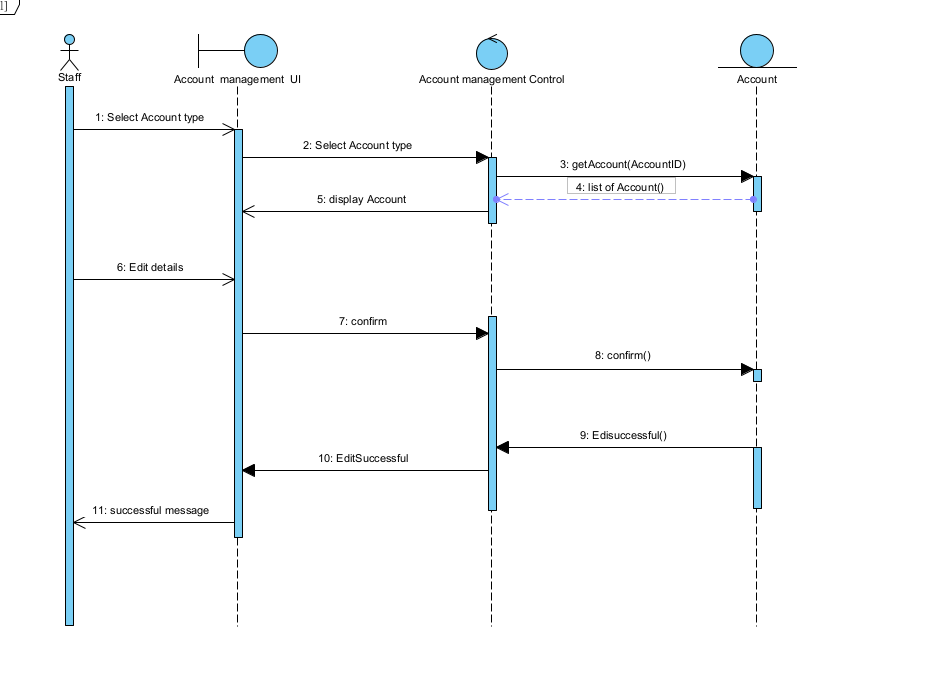 1]
Staff
Account management UI
Account management Control
Account
1: Select Account type
2: Select Account type
3: getAccount(AccountID)
4: list of Account()
5: display Account
6: Edit details
7: confirm
8: confirm()
9: Edisuccessful()
10: EditSuccessful
11: successful message